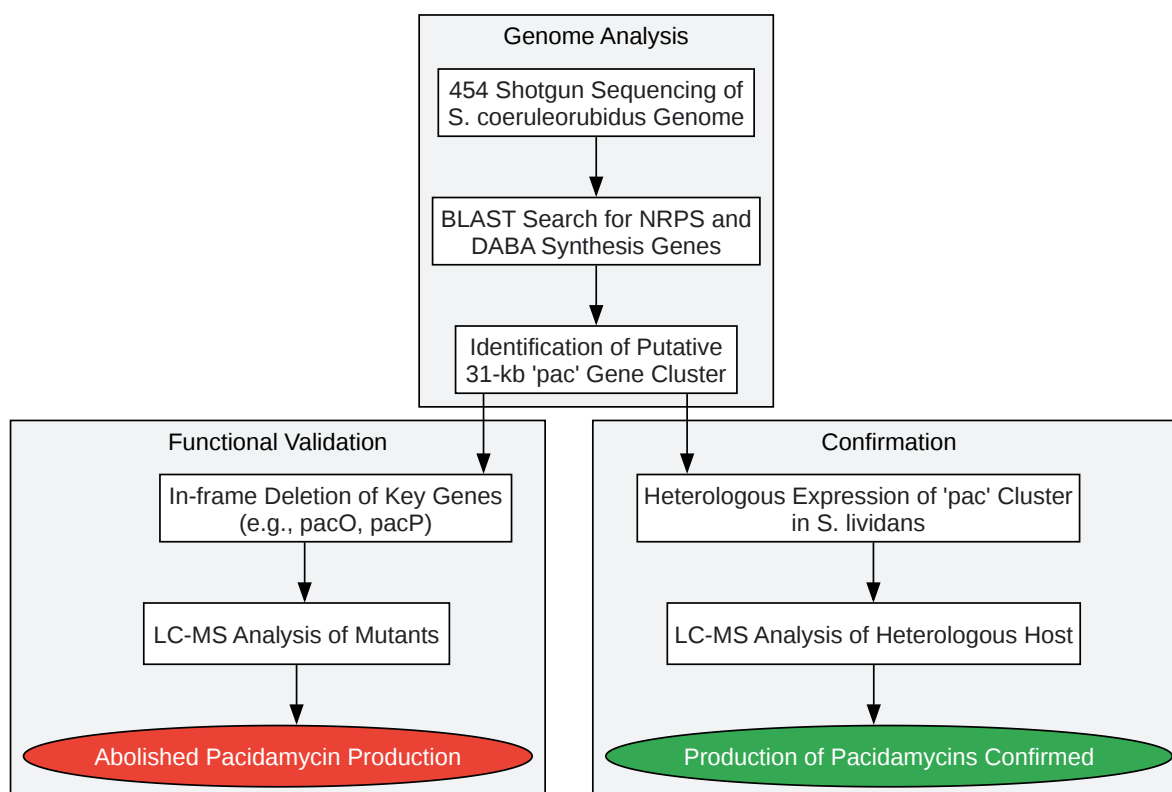 Genome Analysis
454 Shotgun Sequencing of
S. coeruleorubidus Genome
BLAST Search for NRPS and
DABA Synthesis Genes
Identification of Putative
31-kb 'pac' Gene Cluster
Functional Validation
In-frame Deletion of Key Genes
(e.g., pacO, pacP)
LC-MS Analysis of Mutants
Abolished Pacidamycin Production
Confirmation
Heterologous Expression of 'pac' Cluster
in S. lividans
LC-MS Analysis of Heterologous Host
Production of Pacidamycins Confirmed